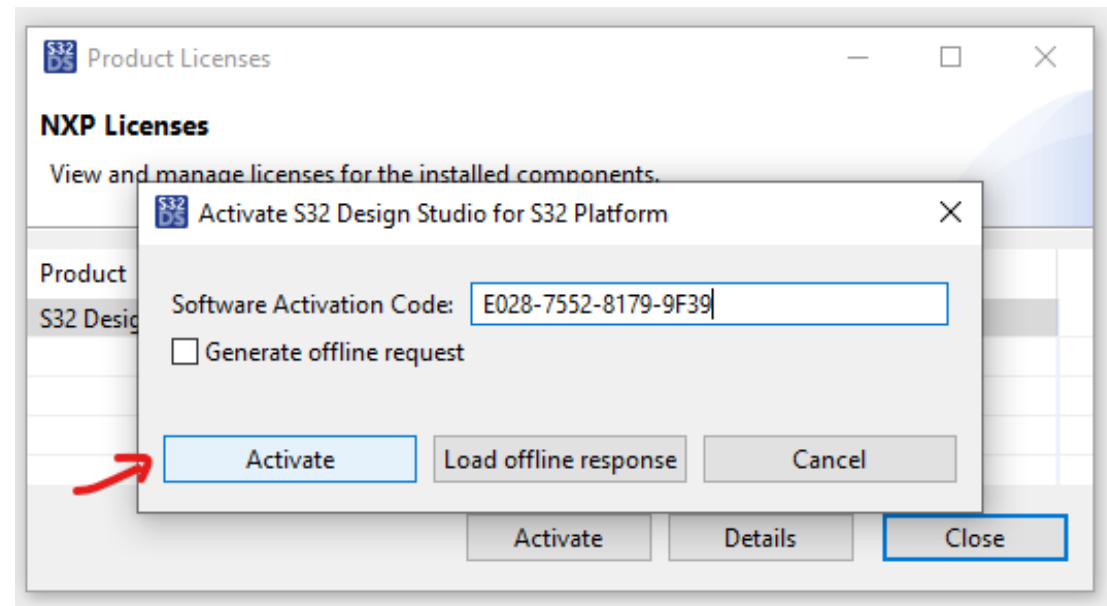 S32
DS
Product Licenses
NXP Licenses
View and manage licenses for the installed components.
S32
DS
Activate S32 Design Studio for S32 Platform
Product
Software Activation Code: E028-7552-8179-9F39
S32 Desig
Generate offline request
Activate Load offline response Cancel
Activate Details Close